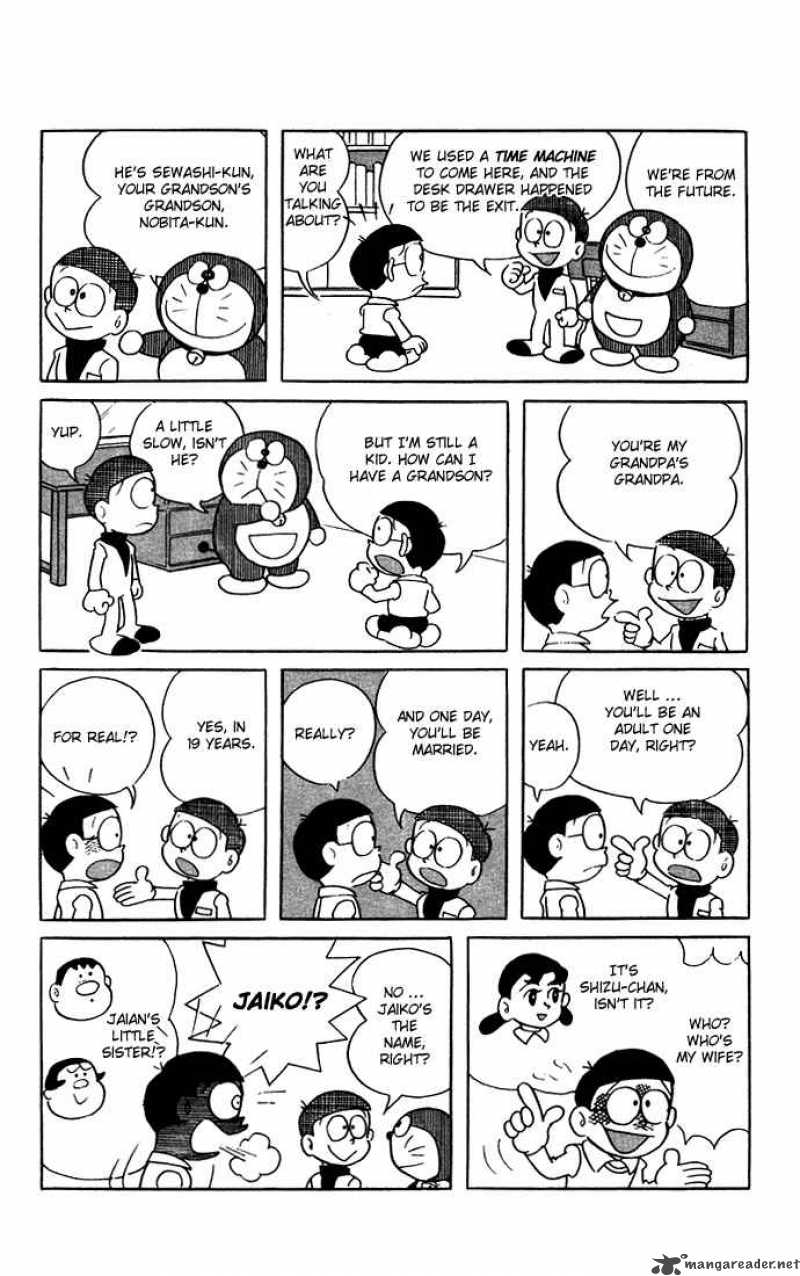 WE'RE FROM
THE FUTURE.
WE USED A TIME MACHINE
TO COME HERE, AND THE
DESK DRAWER HAPPENED
TO BE THE EXIT...
WHAT
ARE
YOU
TALKING
ABOUT?
HE'S SEWASHI-KUN,
YOUR GRANDSON'S
GRANDSON,
NOBITA-KUN.
YOU'RE MY
GRANDPA'S
GRANDPA.
BUT I'M STILL A
KID. HOW CAN I
HAVE A GRANDSON?
A LITTLE
SLOW, ISN'T
HE?
YUP.
WELL ...
YOU'LL BE AN
ADULT ONE
DAY, RIGHT?
YEAH.
AND ONE DAY,
YOU'LL BE
MARRIED.
REALLY?
YES, IN
19 YEARS.
FOR REAL!?
WHO?
WHO'S
MY WIFE?
IT'S
SHIZU-CHAN,
ISN'T IT?
NO ...
JAIKO'S
THE
NAME,
RIGHT?
JAIKO!?
JAIAN'S
LITTLE
SISTER!?
mangareader.net